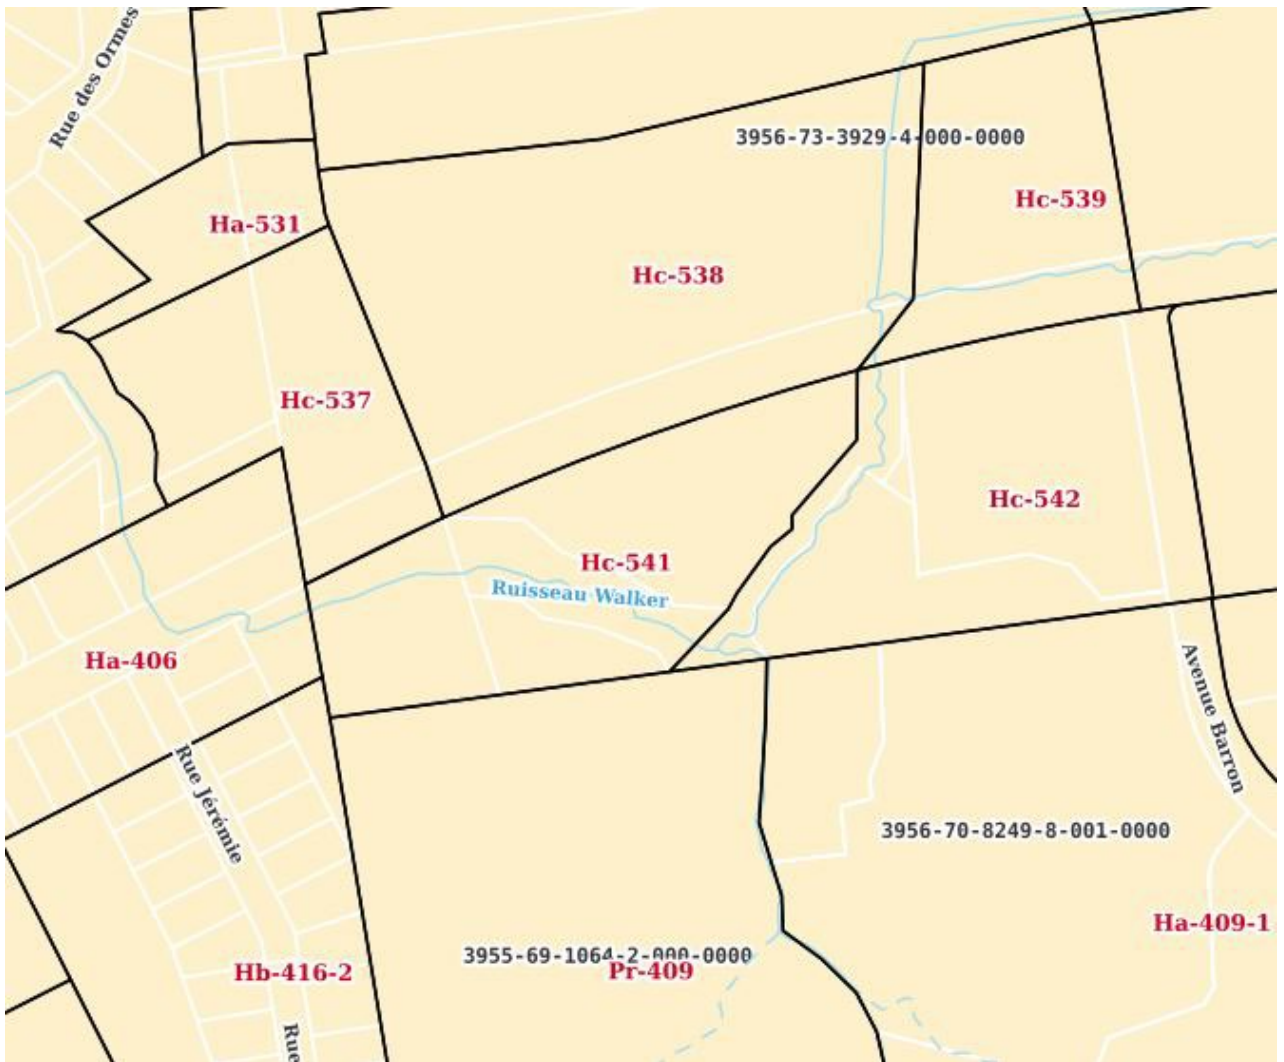 Rue des Ormes
3956-73-3929-4-000-0000
Hc-539
Ha-531
Hc-538
Hc-537
Hc-542
Hc-541
Ruisseau Walker
Ha-406
Avenue Barron
Rue Jérémie
3956-70-8249-8-001-0000
Ha-409-1
3955-69-1064-2-000-0000
Pr-409
Hb-416-2
Rue